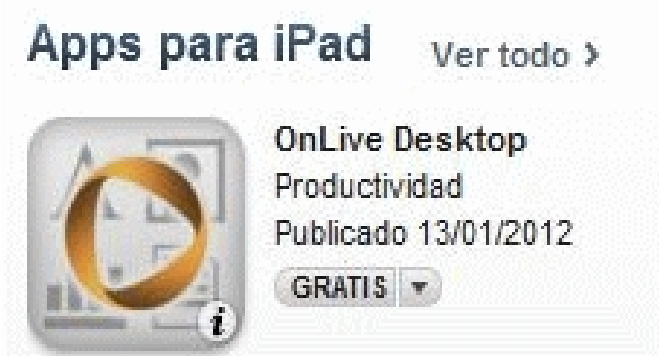 Apps para iPad
Ver todo >
OnLive Desktop
Productividad
Publicado 13/01/2012
GRATIS
i